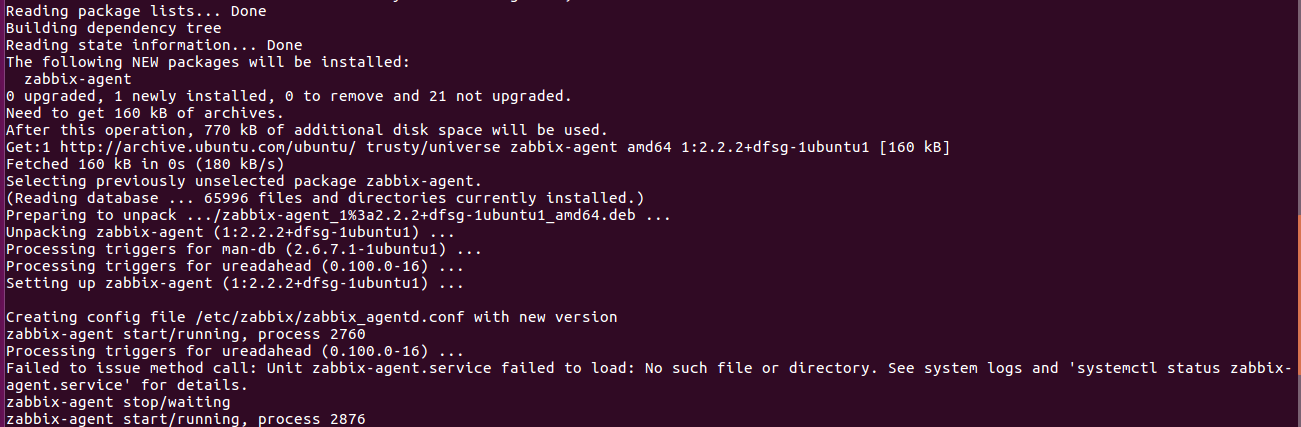 Reading package lists... Done
Building dependency tree
Reading state information... Done
The following NEW packages will be installed:
  zabbix-agent
0 upgraded, 1 newly installed, 0 to remove and 21 not upgraded.
Need to get 160 kB of archives.
After this operation, 770 kB of additional disk space will be used.
Get:1 http://archive.ubuntu.com/ubuntu/ trusty/universe zabbix-agent amd64 1:2.2.2+dfsg-1ubuntu1 [160 kB]
Fetched 160 kB in 0s (180 kB/s)
Selecting previously unselected package zabbix-agent.
(Reading database ... 65996 files and directories currently installed.)
Preparing to unpack .../zabbix-agent_1%3a2.2.2+dfsg-1ubuntu1_amd64.deb ...
Unpacking zabbix-agent (1:2.2.2+dfsg-1ubuntu1) ...
Processing triggers for man-db (2.6.7.1-1ubuntu1) ...
Processing triggers for ureadahead (0.100.0-16) ...
Setting up zabbix-agent (1:2.2.2+dfsg-1ubuntu1) ...

Creating config file /etc/zabbix/zabbix_agentd.conf with new version
zabbix-agent start/running, process 2760
Processing triggers for ureadahead (0.100.0-16) ...
Failed to issue method call: Unit zabbix-agent.service failed to load: No such file or directory. See system logs and 'systemctl status zabbix-
agent.service' for details.
zabbix-agent stop/waiting
zabbix-agent start/running, process 2876